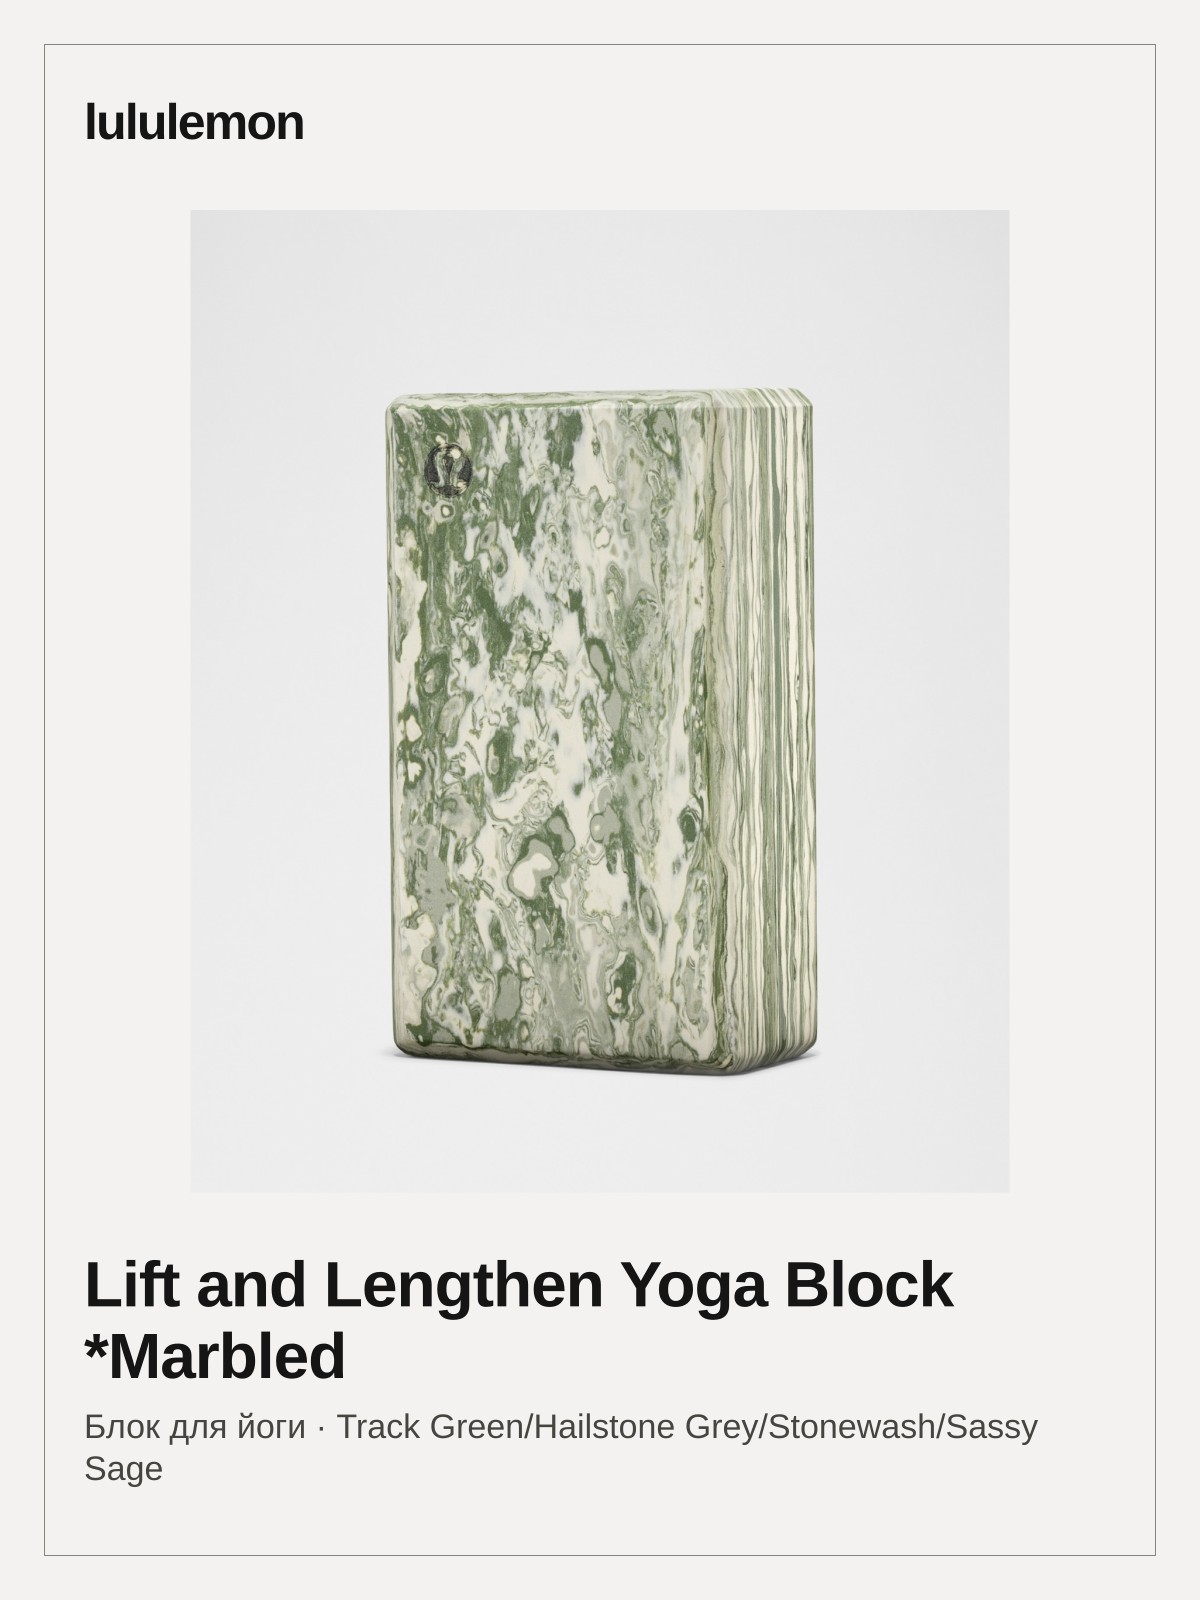 lululemon
Lift and Lengthen Yoga Block
*Marbled
Блок для йоги · Track Green/Hailstone Grey/Stonewash/Sassy
Sage